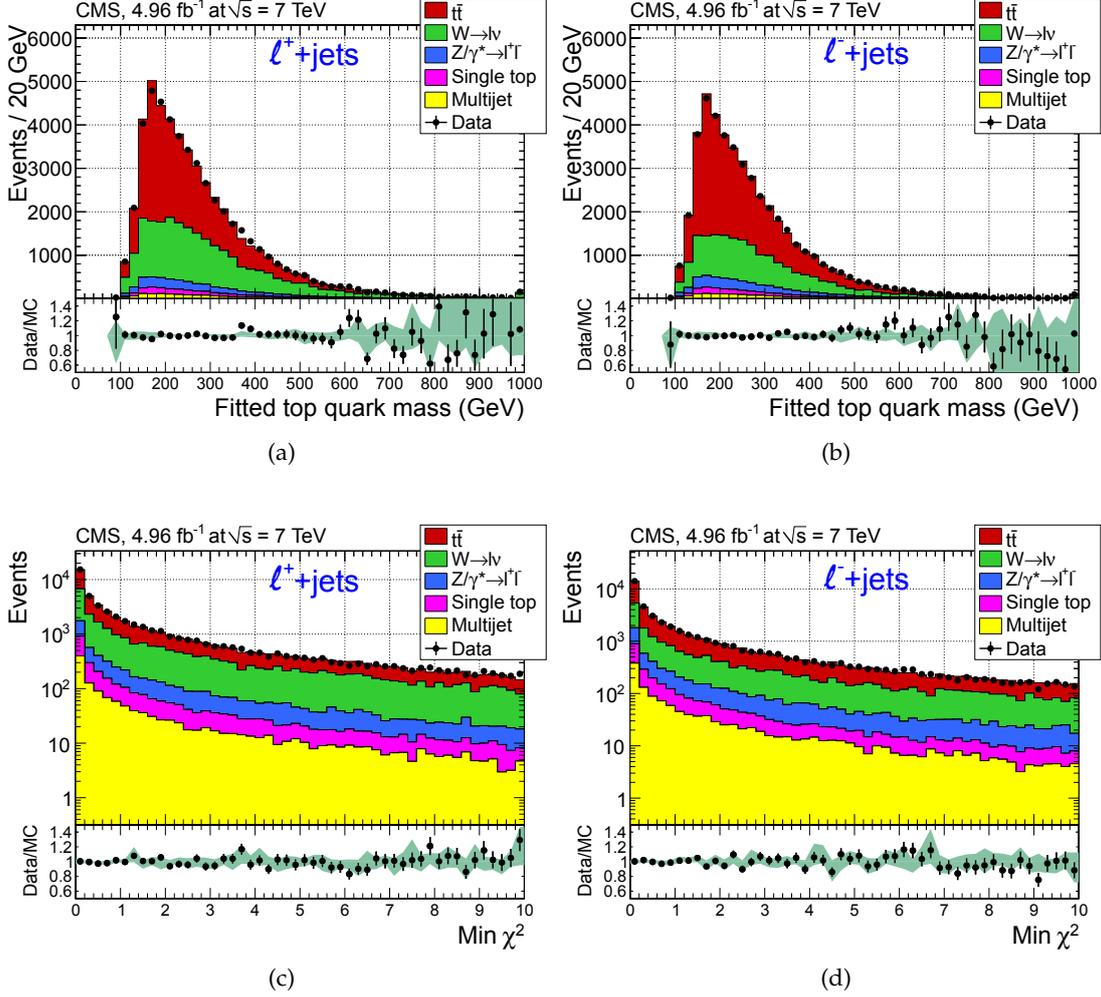 CMS, 4.96 fb⁻¹ at √s = 7 TeV
ℓ⁺+jets
tt̄
W→lν
Z/γ*→l⁺l⁻
Single top
Multijet
Data
Events / 20 GeV
6000
5000
4000
3000
2000
1000
Data/MC
1.4
1.2
1
0.8
0.6
0 100 200 300 400 500 600 700 800 900 1000
Fitted top quark mass (GeV)
(a)
CMS, 4.96 fb⁻¹ at √s = 7 TeV
ℓ⁻+jets
tt̄
W→lν
Z/γ*→l⁺l⁻
Single top
Multijet
Data
Events / 20 GeV
6000
5000
4000
3000
2000
1000
Data/MC
1.4
1.2
1
0.8
0.6
0 100 200 300 400 500 600 700 800 900 1000
Fitted top quark mass (GeV)
(b)
CMS, 4.96 fb⁻¹ at √s = 7 TeV
ℓ⁺+jets
tt̄
W→lν
Z/γ*→l⁺l⁻
Single top
Multijet
Data
Events
10⁴
10³
10²
10
1
Data/MC
1.4
1.2
1
0.8
0.6
0 1 2 3 4 5 6 7 8 9 10
Min χ²
(c)
CMS, 4.96 fb⁻¹ at √s = 7 TeV
ℓ⁻+jets
tt̄
W→lν
Z/γ*→l⁺l⁻
Single top
Multijet
Data
Events
10⁴
10³
10²
10
1
Data/MC
1.4
1.2
1
0.8
0.6
0 1 2 3 4 5 6 7 8 9 10
Min χ²
(d)